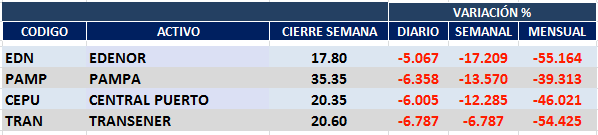 VARIACIÓN %
CODIGO ACTIVO CIERRE SEMANA DIARIO SEMANAL MENSUAL
EDN EDENOR 17.80 -5.067 -17.209 -55.164
PAMP PAMPA 35.35 -6.358 -13.570 -39.313
CEPU CENTRAL PUERTO 20.35 -6.005 -12.285 -46.021
TRAN TRANSENER 20.60 -6.787 -6.787 -54.425